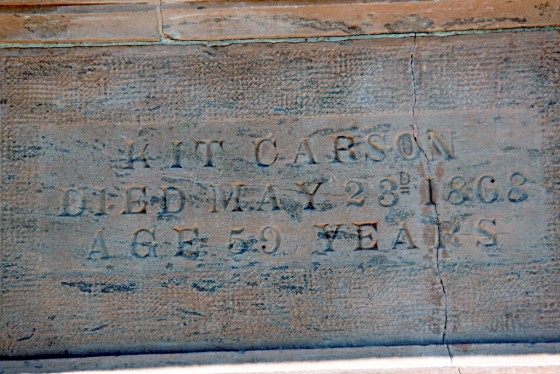 KIT CARSON
DIED MAY 23D 1868
AGE 59 YEARS